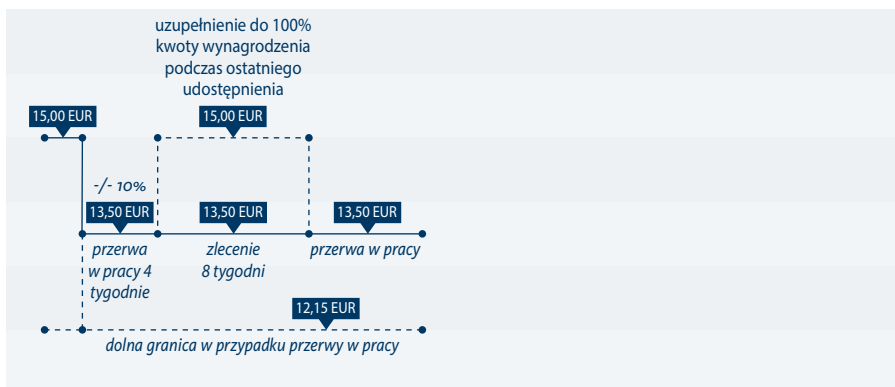 uzupełnienie do 100%
kwoty wynagrodzenia
podczas ostatniego
udostępnienia
15,00 EUR
15,00 EUR
-/- 10%
13,50 EUR
13,50 EUR
13,50 EUR
przerwa
w pracy 4
tygodnie
zlecenie
8 tygodni
przerwa w pracy
12,15 EUR
dolna granica w przypadku przerwy w pracy